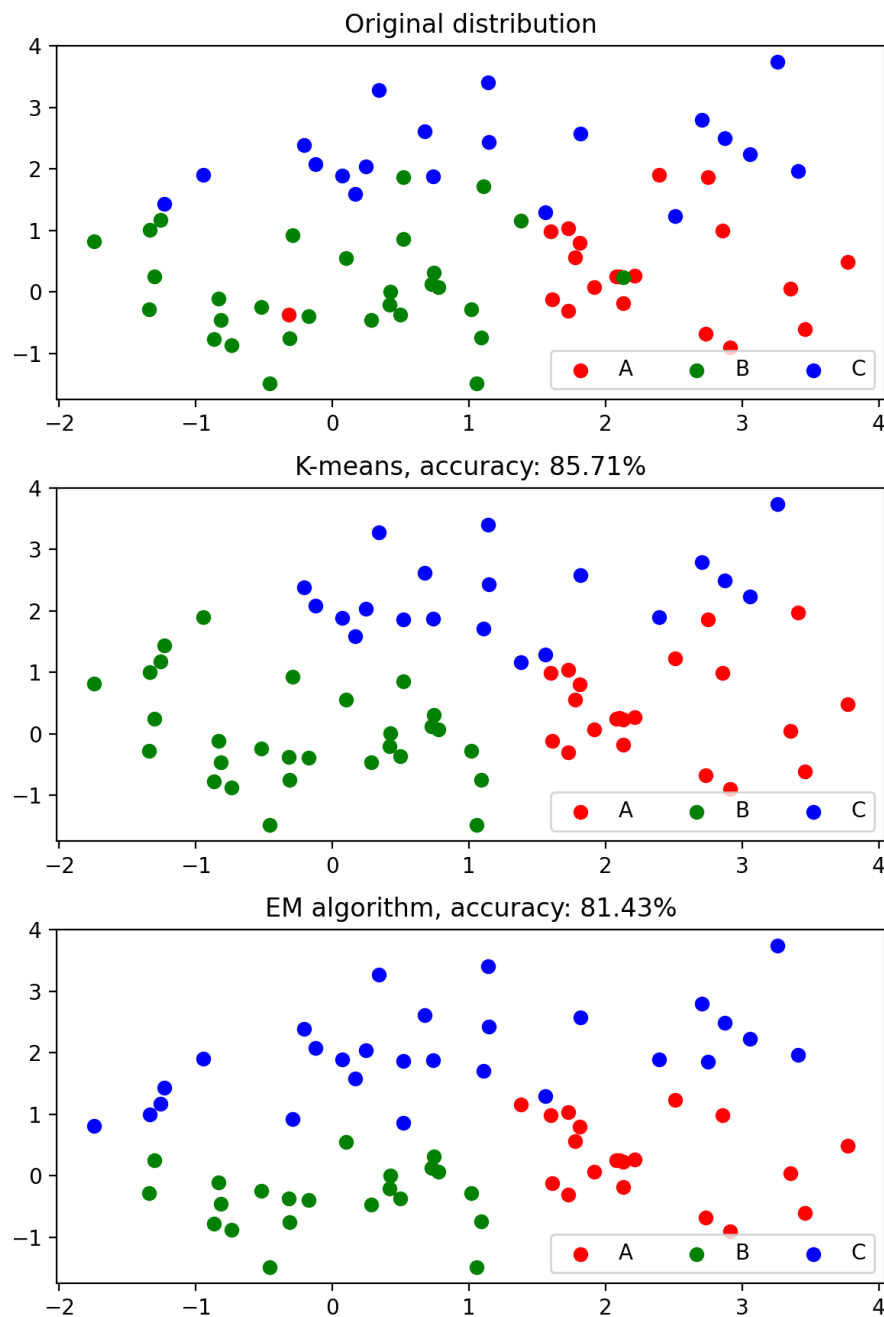 Original distribution
4
3
2
1
0
−1
A B C
−2 −1 0 1 2 3 4
K-means, accuracy: 85.71%
4
3
2
1
0
−1
A B C
−2 −1 0 1 2 3 4
EM algorithm, accuracy: 81.43%
4
3
2
1
0
−1
A B C
−2 −1 0 1 2 3 4